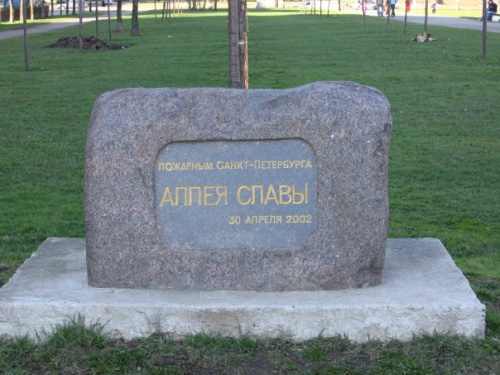 ПОЖАРНЫМ САНКТ-ПЕТЕРБУРГА
АЛЛЕЯ СЛАВЫ
30 АПРЕЛЯ 2002